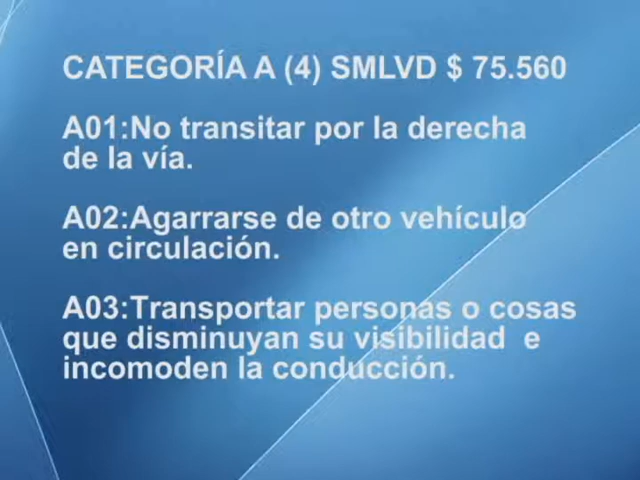 CATEGORÍA A (4) SMLVD $ 75.560
A01:No transitar por la derecha
de la vía.
A02:Agarrarse de otro vehículo
en circulación.
A03:Transportar personas o cosas
que disminuyan su visibilidad e
incomoden la conducción.